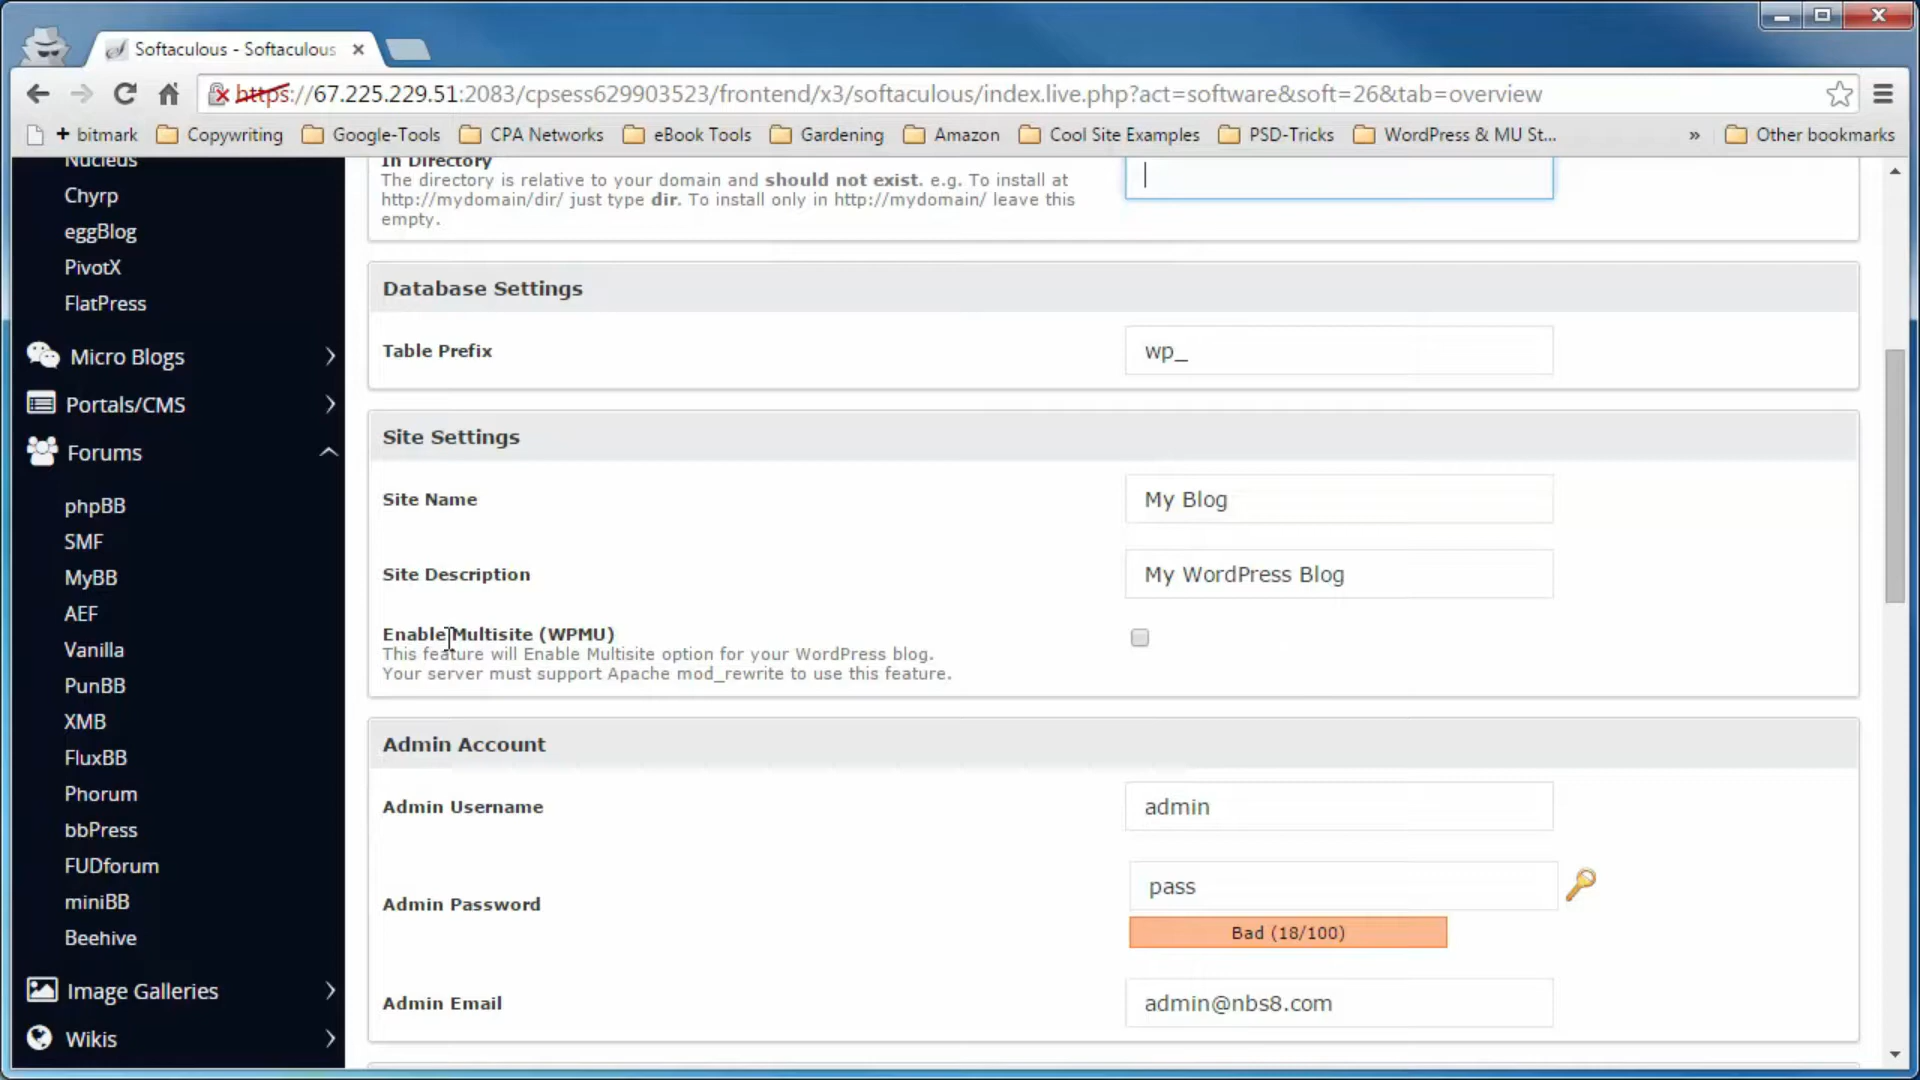 Softaculous - Softaculous
https://67.225.229.51:2083/cpsess629903523/frontend/x3/softaculous/index.live.php?act=software&soft=26&tab=overview
+ bitmark
Copywriting
Google-Tools
CPA Networks
eBook Tools
Gardening
Amazon
Cool Site Examples
PSD-Tricks
WordPress & MU St...
»
Other bookmarks
Nucleus
Chyrp
eggBlog
PivotX
FlatPress
Micro Blogs
Portals/CMS
Forums
phpBB
SMF
MyBB
AEF
Vanilla
PunBB
XMB
FluxBB
Phorum
bbPress
FUDforum
miniBB
Beehive
Image Galleries
Wikis
In Directory
The directory is relative to your domain and should not exist. e.g. To install at
http://mydomain/dir/ just type dir. To install only in http://mydomain/ leave this
empty.
Database Settings
Table Prefix
wp_
Site Settings
Site Name
My Blog
Site Description
My WordPress Blog
Enable Multisite (WPMU)
This feature will Enable Multisite option for your WordPress blog.
Your server must support Apache mod_rewrite to use this feature.
Admin Account
Admin Username
admin
Admin Password
pass
Bad (18/100)
Admin Email
admin@nbs8.com